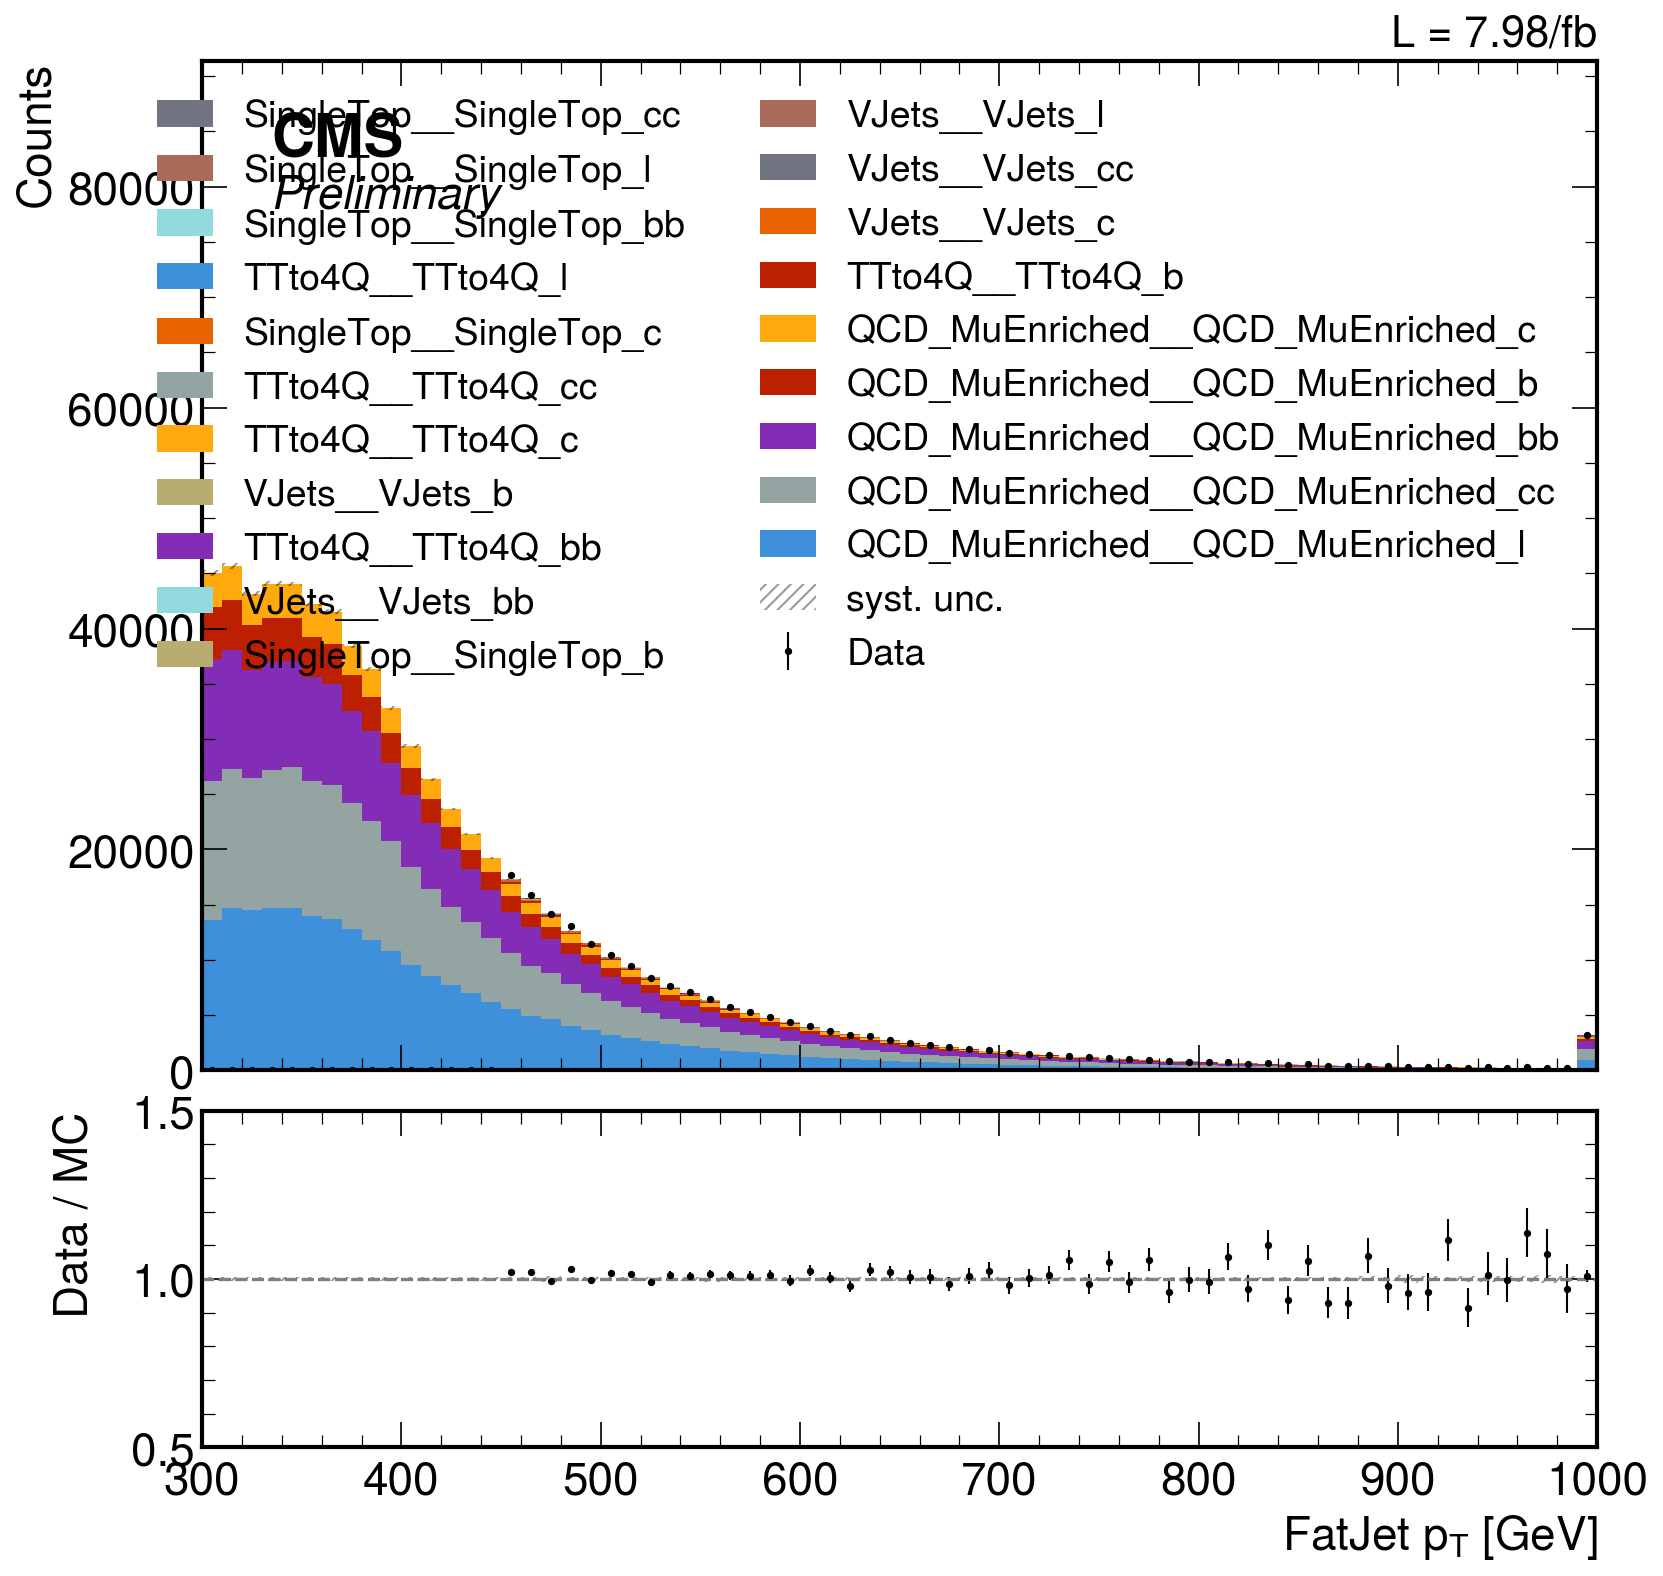 L = 7.98/fb
Counts
CMS
Preliminary
SingleTop__SingleTop_cc
SingleTop__SingleTop_l
SingleTop__SingleTop_bb
TTto4Q__TTto4Q_l
SingleTop__SingleTop_c
TTto4Q__TTto4Q_cc
TTto4Q__TTto4Q_c
VJets__VJets_b
TTto4Q__TTto4Q_bb
VJets__VJets_bb
SingleTop__SingleTop_b
VJets__VJets_l
VJets__VJets_cc
VJets__VJets_c
TTto4Q__TTto4Q_b
QCD_MuEnriched__QCD_MuEnriched_c
QCD_MuEnriched__QCD_MuEnriched_b
QCD_MuEnriched__QCD_MuEnriched_bb
QCD_MuEnriched__QCD_MuEnriched_cc
QCD_MuEnriched__QCD_MuEnriched_l
syst. unc.
Data
80000
60000
40000
20000
0
Data / MC
1.5
1.0
0.5
300 400 500 600 700 800 900 1000
FatJet pT [GeV]